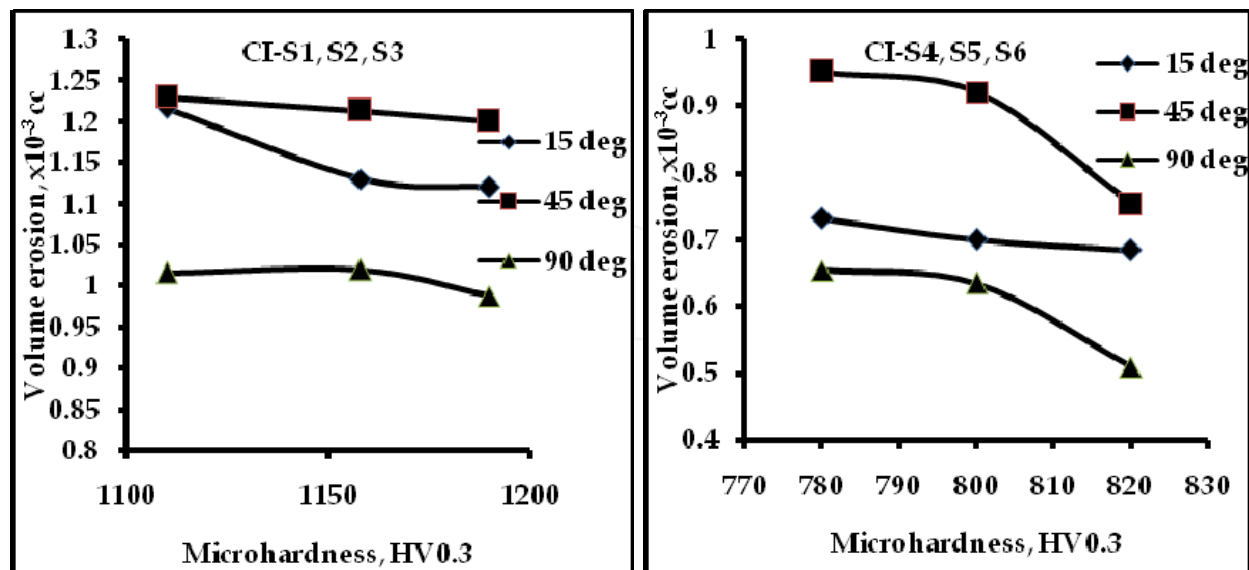 CI-S1, S2, S3
Volume erosion, x10⁻³ cc
1.3
1.25
1.2
1.15
1.1
1.05
1
0.95
0.9
0.85
0.8
1100 1150 1200
Microhardness, HV0.3
15 deg
45 deg
90 deg
CI-S4, S5, S6
Volume erosion, x10⁻³cc
1
0.9
0.8
0.7
0.6
0.5
0.4
770 780 790 800 810 820 830
Microhardness, HV0.3
15 deg
45 deg
90 deg